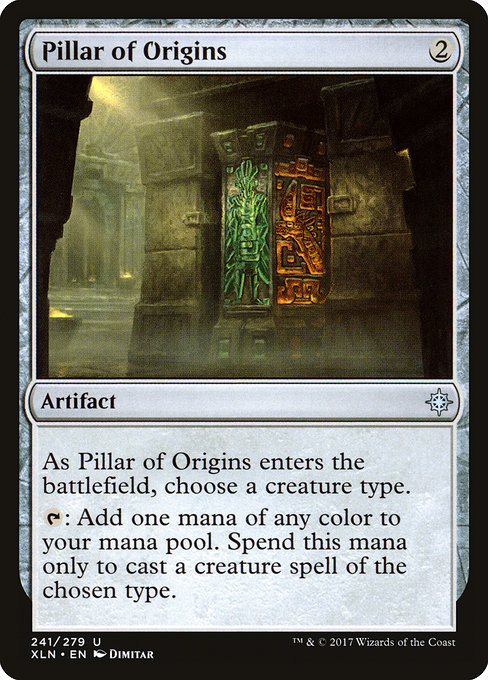 Pillar of Origins 2
Artifact
As Pillar of Origins enters the
battlefield, choose a creature type.
: Add one mana of any color to
your mana pool. Spend this mana
only to cast a creature spell of the
chosen type.
241/279 U
XLN • EN Dimitar
™ & © 2017 Wizards of the Coast